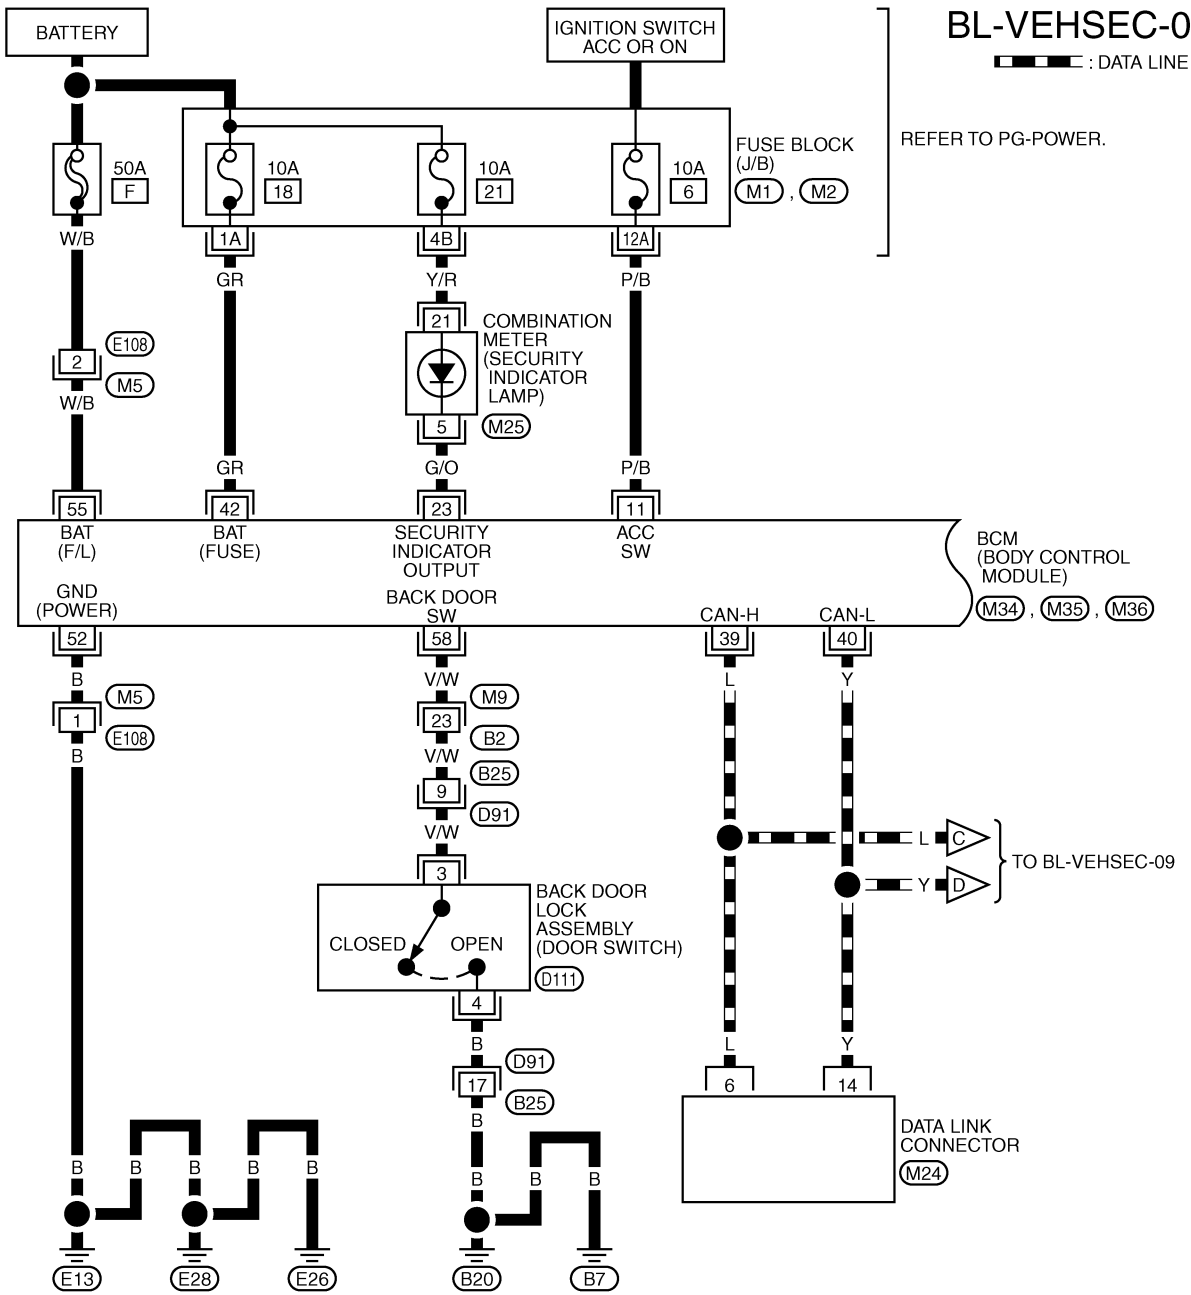 BL-VEHSEC-0
: DATA LINE
BATTERY
IGNITION SWITCH
ACC OR ON
REFER TO PG-POWER.
50A
F
10A
18
10A
21
10A
6
FUSE BLOCK
(J/B)
M1 , M2
W/B
1A
4B
12A
GR
Y/R
P/B
2
E108
M5
W/B
21
COMBINATION
METER
(SECURITY
INDICATOR
LAMP)
5
M25
GR
G/O
P/B
55
42
23
11
BAT
(F/L)
BAT
(FUSE)
SECURITY
INDICATOR
OUTPUT
ACC
SW
BCM
(BODY CONTROL
MODULE)
M34 , M35 , M36
GND
(POWER)
BACK DOOR
SW
CAN-H
CAN-L
52
58
39
40
B
V/W
L
Y
M5
1
E108
B
M9
23
B2
V/W
B25
9
D91
V/W
L
C
Y
D
TO BL-VEHSEC-09
3
BACK DOOR
LOCK
ASSEMBLY
(DOOR SWITCH)
D111
CLOSED
OPEN
4
B
D91
17
B25
B
L
Y
6
14
DATA LINK
CONNECTOR
M24
B
B
B
B
B
B
B
B
E13
E28
E26
B20
B7